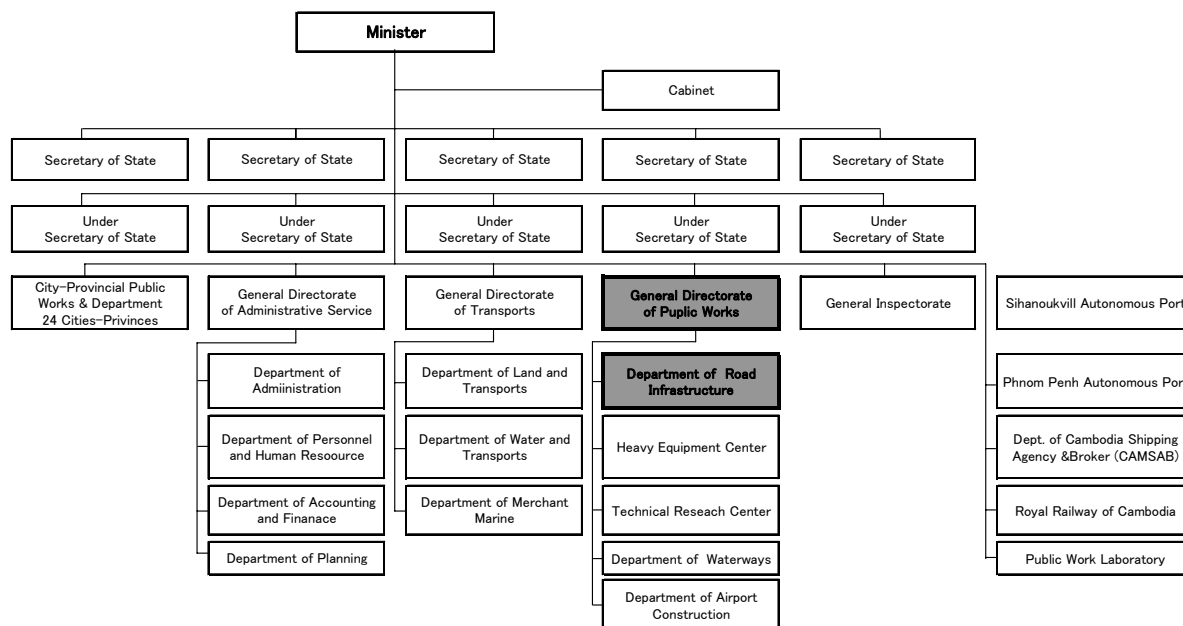 Minister
Cabinet
Secretary of State
Secretary of State
Secretary of State
Secretary of State
Secretary of State
Under
Secretary of State
Under
Secretary of State
Under
Secretary of State
Under
Secretary of State
Under
Secretary of State
City-Provincial Public
Works & Department
24 Cities-Privinces
General Directorate
of Administrative Service
General Directorate
of Transports
General Directorate
of Puplic Works
General Inspectorate
Sihanoukvill Autonomous Port
Department of
Admiinistration
Department of Land and
Transports
Department of Road
Infrastructure
Phnom Penh Autonomous Por
Department of Personnel
and Human Resoource
Department of Water and
Transports
Heavy Equipment Center
Dept. of Cambodia Shipping
Agency &Broker (CAMSAB)
Department of Accounting
and Finanace
Department of Merchant
Marine
Technical Reseach Center
Royal Railway of Cambodia
Department of Planning
Department of Waterways
Public Work Laboratory
Department of Airport
Construction